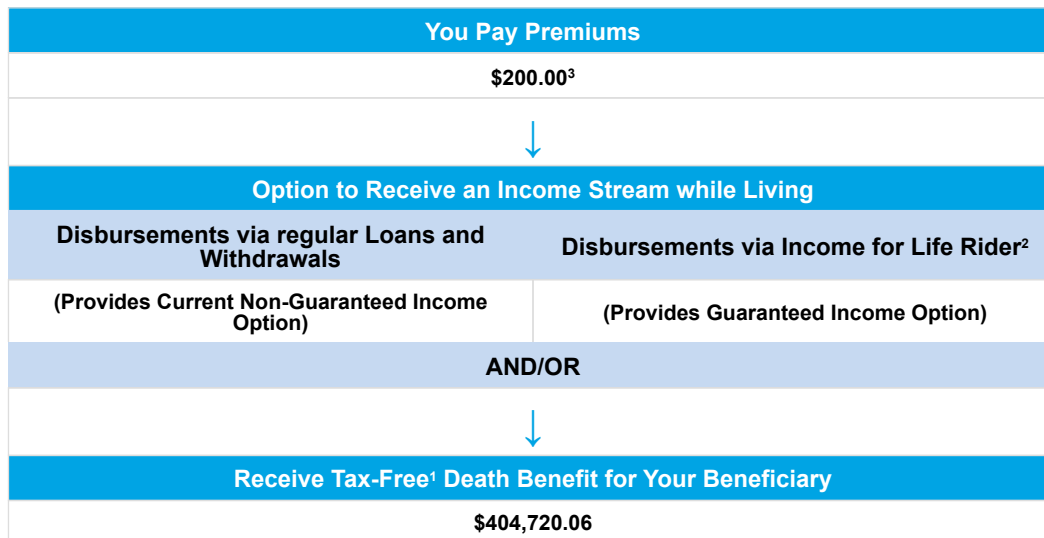 You Pay Premiums
$200.00³
Option to Receive an Income Stream while Living
Disbursements via regular Loans and
Withdrawals
Disbursements via Income for Life Rider²
(Provides Current Non-Guaranteed Income
Option)
(Provides Guaranteed Income Option)
AND/OR
Receive Tax-Free¹ Death Benefit for Your Beneficiary
$404,720.06